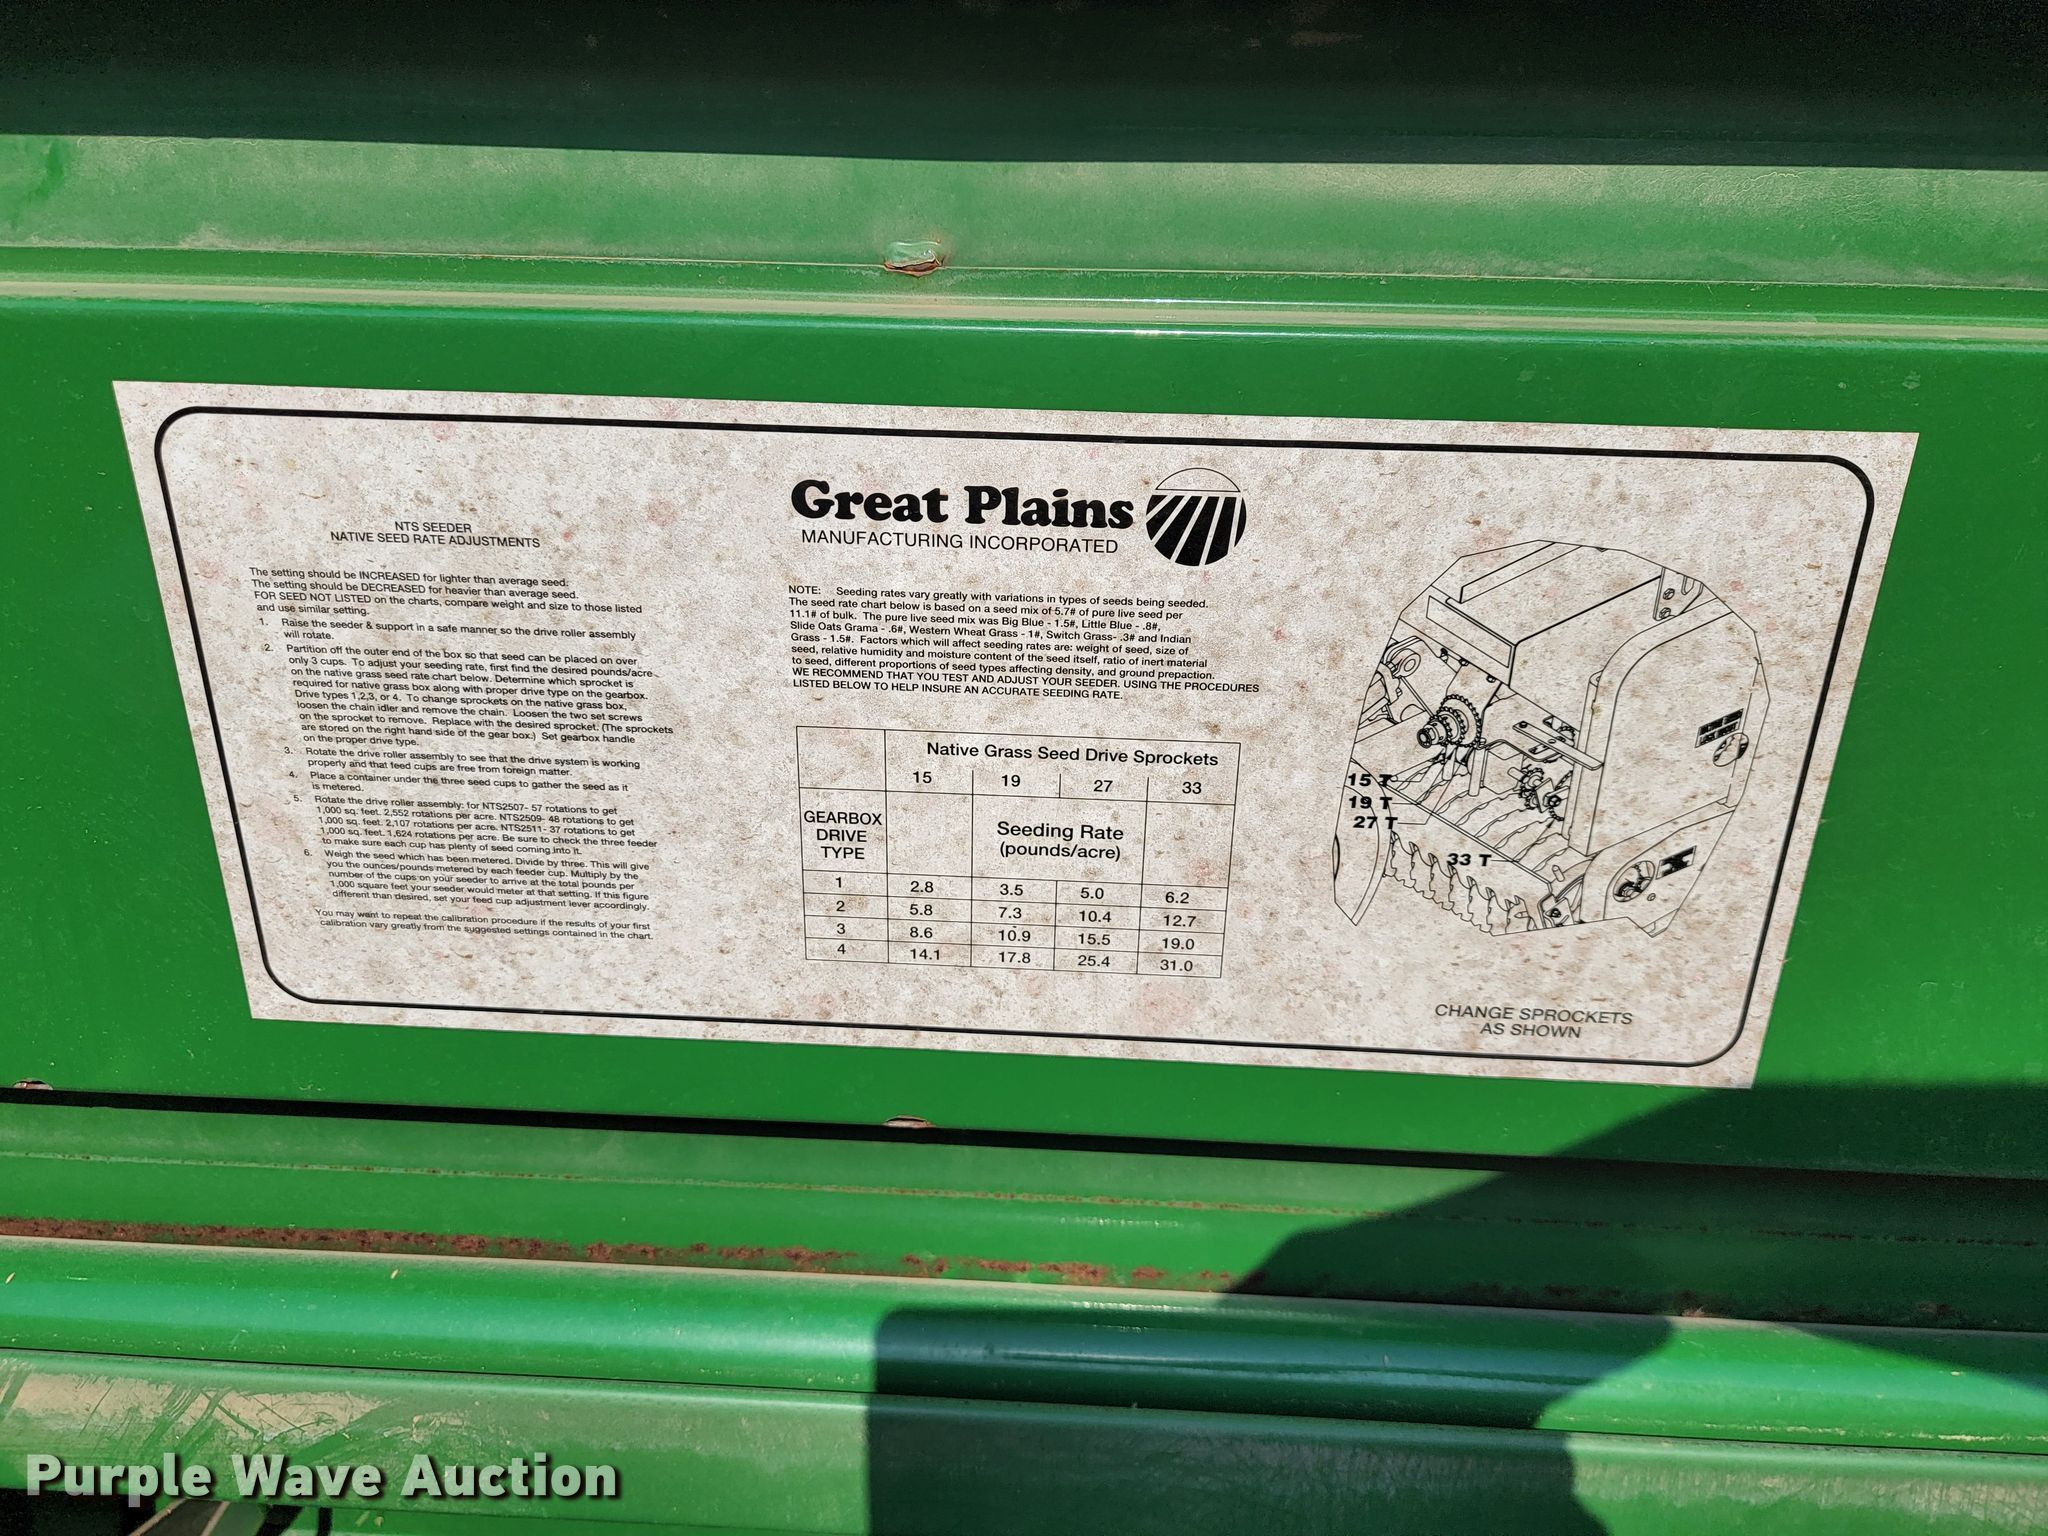 NTS SEEDER
NATIVE SEED RATE ADJUSTMENTS
The setting should be INCREASED for lighter than average seed.
The setting should be DECREASED for heavier than average seed.
FOR SEED NOT LISTED on the charts, compare weight and size to those listed
and use similar setting.
1. Raise the seeder & support in a safe manner so the drive roller assembly
will rotate.
2. Partition off the outer end of the box so that seed can be placed on over
only 3 cups. To adjust your seeding rate, first find the desired pounds/acre
on the native grass seed rate chart below. Determine which sprocket is
required for native grass box along with proper drive type on the gearbox.
Drive types 1,2,3, or 4. To change sprockets on the native grass box,
loosen the chain idler and remove the chain. Loosen the two set screws
on the sprocket to remove. Replace with the desired sprocket. (The sprockets
are stored on the right hand side of the gear box.) Set gearbox handle
on the proper drive type.
3. Rotate the drive roller assembly to see that the drive system is working
properly and that feed cups are free from foreign matter.
4. Place a container under the three seed cups to gather the seed as it
is metered.
5. Rotate the drive roller assembly: for NTS2507- 57 rotations to get
1,000 sq. feet. 2,552 rotations per acre. NTS2509- 48 rotations to get
1,000 sq. feet. 2,107 rotations per acre. NTS2511- 37 rotations to get
1,000 sq. feet. 1,624 rotations per acre. Be sure to check the three feeder
to make sure each cup has plenty of seed coming into it.
6. Weigh the seed which has been metered. Divide by three. This will give
you the ounces/pounds metered by each feeder cup. Multiply by the
number of the cups on your seeder to arrive at the total pounds per
1,000 square feet your seeder would meter at that setting. If this figure
different than desired, set your feed cup adjustment lever accordingly.
You may want to repeat the calibration procedure if the results of your first
calibration vary greatly from the suggested settings contained in the chart.
Great Plains
MANUFACTURING INCORPORATED
NOTE: Seeding rates vary greatly with variations in types of seeds being seeded.
The seed rate chart below is based on a seed mix of 5.7# of pure live seed per
11.1# of bulk. The pure live seed mix was Big Blue - 1.5#, Little Blue - .8#,
Slide Oats Grama - .6#, Western Wheat Grass - 1#, Switch Grass- .3# and Indian
Grass - 1.5#. Factors which will affect seeding rates are: weight of seed, size of
seed, relative humidity and moisture content of the seed itself, ratio of inert material
to seed, different proportions of seed types affecting density, and ground prepaction.
WE RECOMMEND THAT YOU TEST AND ADJUST YOUR SEEDER. USING THE PROCEDURES
LISTED BELOW TO HELP INSURE AN ACCURATE SEEDING RATE.
Native Grass Seed Drive Sprockets
15 19 27 33
GEARBOX
DRIVE
TYPE
Seeding Rate
(pounds/acre)
1 2.8 3.5 5.0 6.2
2 5.8 7.3 10.4 12.7
3 8.6 10.9 15.5 19.0
4 14.1 17.8 25.4 31.0
15 T
19 T
27 T
33 T
CHANGE SPROCKETS
AS SHOWN
Purple Wave Auction